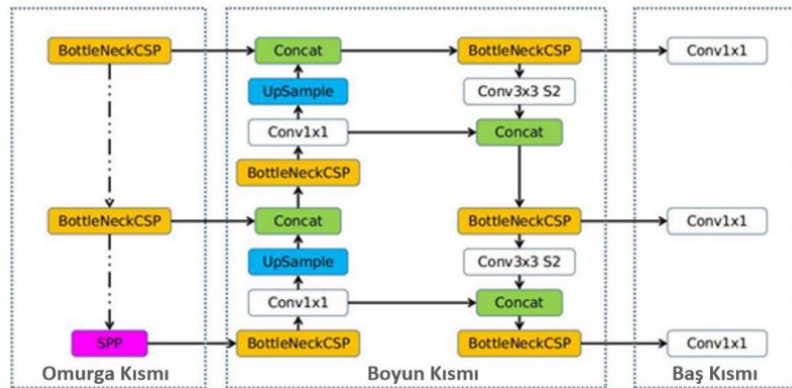 BottleNeckCSP
Concat
BottleNeckCSP
Conv1x1
UpSample
Conv3x3 S2
Conv1x1
Concat
BottleNeckCSP
BottleNeckCSP
Concat
BottleNeckCSP
Conv1x1
UpSample
Conv3x3 S2
Conv1x1
Concat
SPP
BottleNeckCSP
BottleNeckCSP
Conv1x1
Omurga Kısmı
Boyun Kısmı
Baş Kısmı